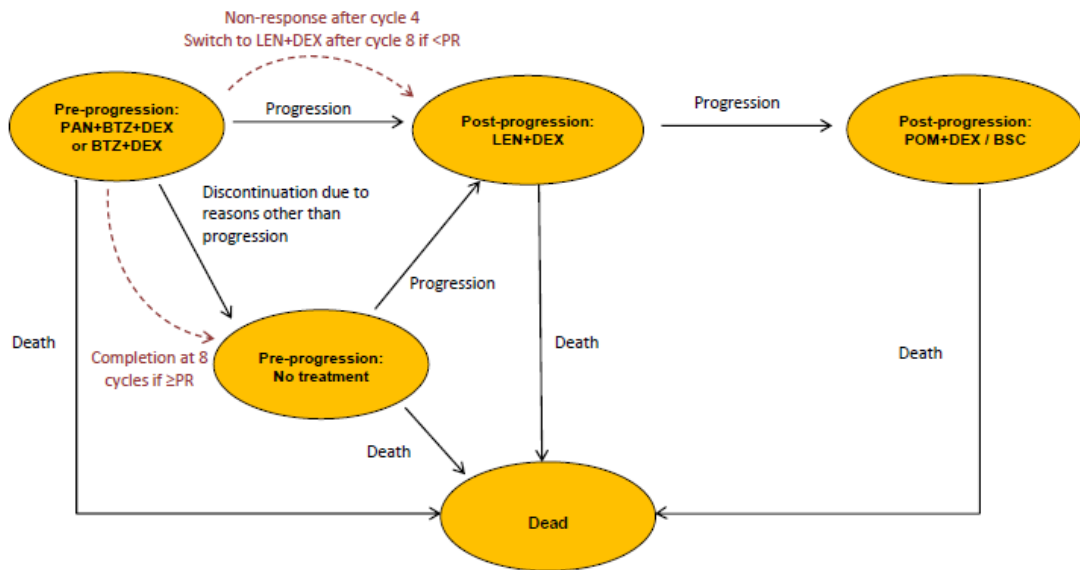 Non-response after cycle 4
Switch to LEN+DEX after cycle 8 if <PR
Pre-progression:
PAN+BTZ+DEX
or BTZ+DEX
Progression
Post-progression:
LEN+DEX
Progression
Post-progression:
POM+DEX / BSC
Discontinuation due to
reasons other than
progression
Progression
Death
Completion at 8
cycles if ≥PR
Pre-progression:
No treatment
Death
Death
Death
Dead